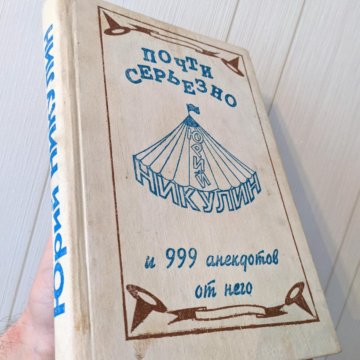 ПОЧТИ
СЕРЬЕЗНО
ЮРИЙ
НИКУЛИН
и 999 анекдотов
от него
Юрий Никулин